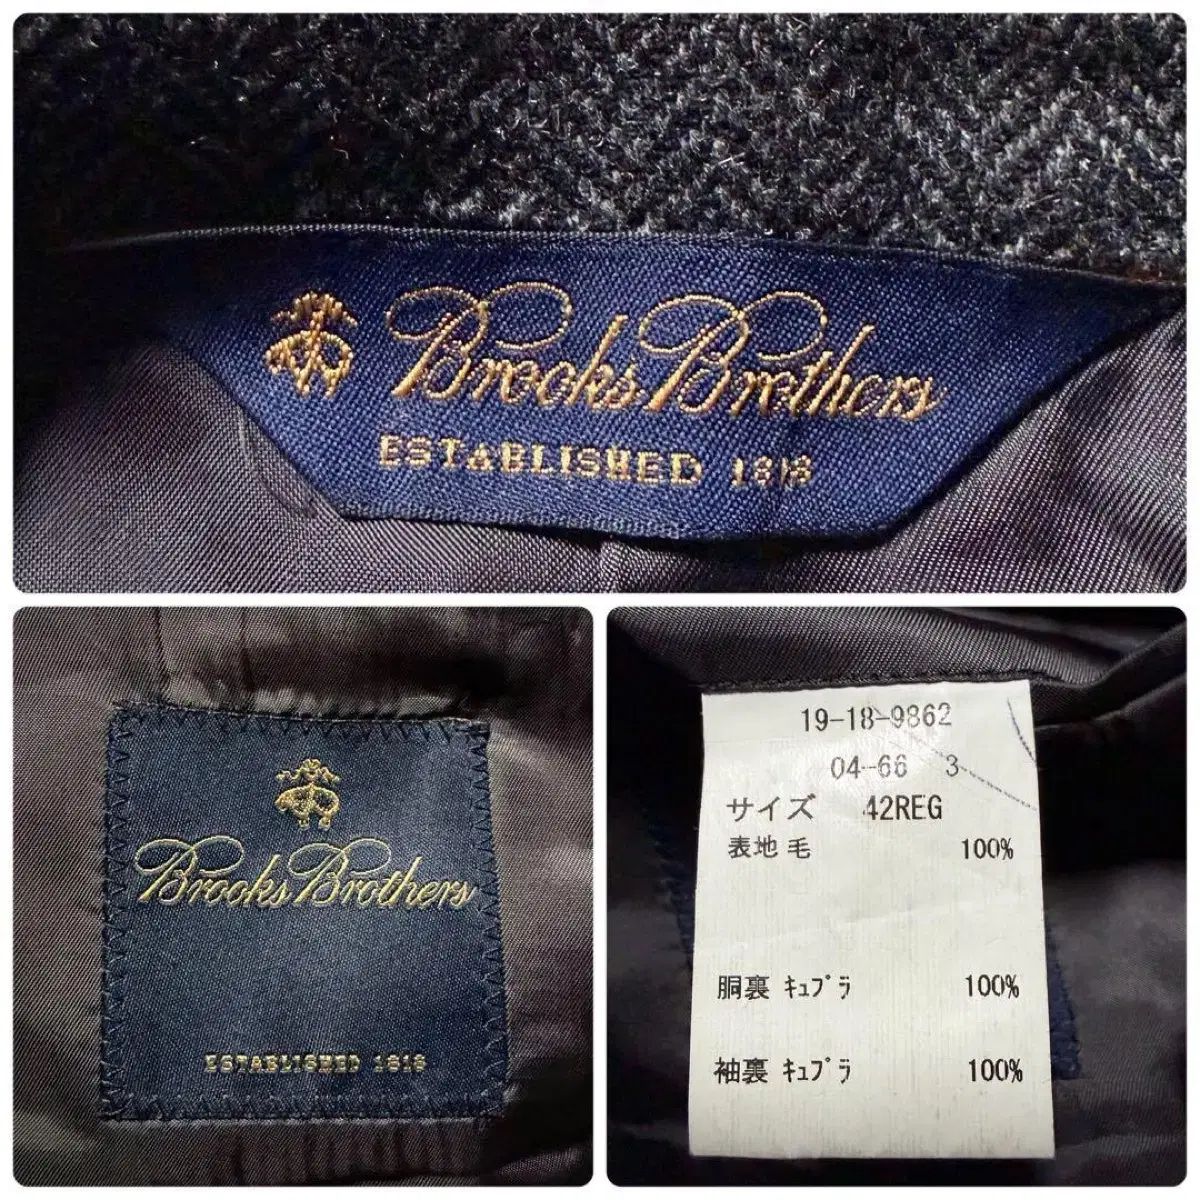 Brooks Brothers
ESTABLISHED 1818
Brooks Brothers
ESTABLISHED 1818
19-18-9862
04-66 3
サイズ 42REG
表地 毛 100%
胴裏 ｷｭﾌﾟﾗ 100%
袖裏 ｷｭﾌﾟﾗ 100%